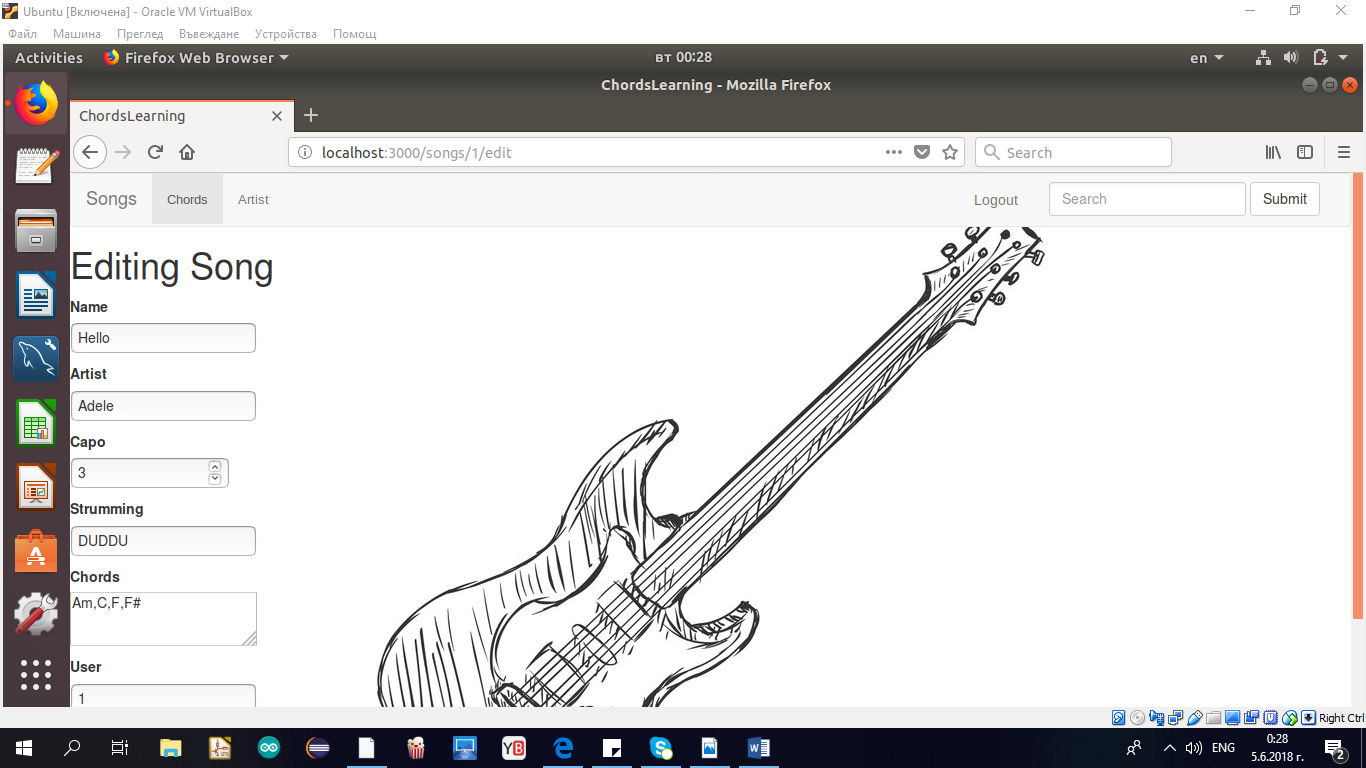 Ubuntu [Включена] - Oracle VM VirtualBox
Файл Машина Преглед Въвеждане Устройства Помощ
Activities Firefox Web Browser вт 00:28 en
ChordsLearning - Mozilla Firefox
ChordsLearning
localhost:3000/songs/1/edit Search
Songs Chords Artist Logout Search Submit
Editing Song
Name
Hello
Artist
Adele
Capo
3
Strumming
DUDDU
Chords
Am,C,F,F#
User
1
Right Ctrl
YB ENG 0:28
5.6.2018 г. 2